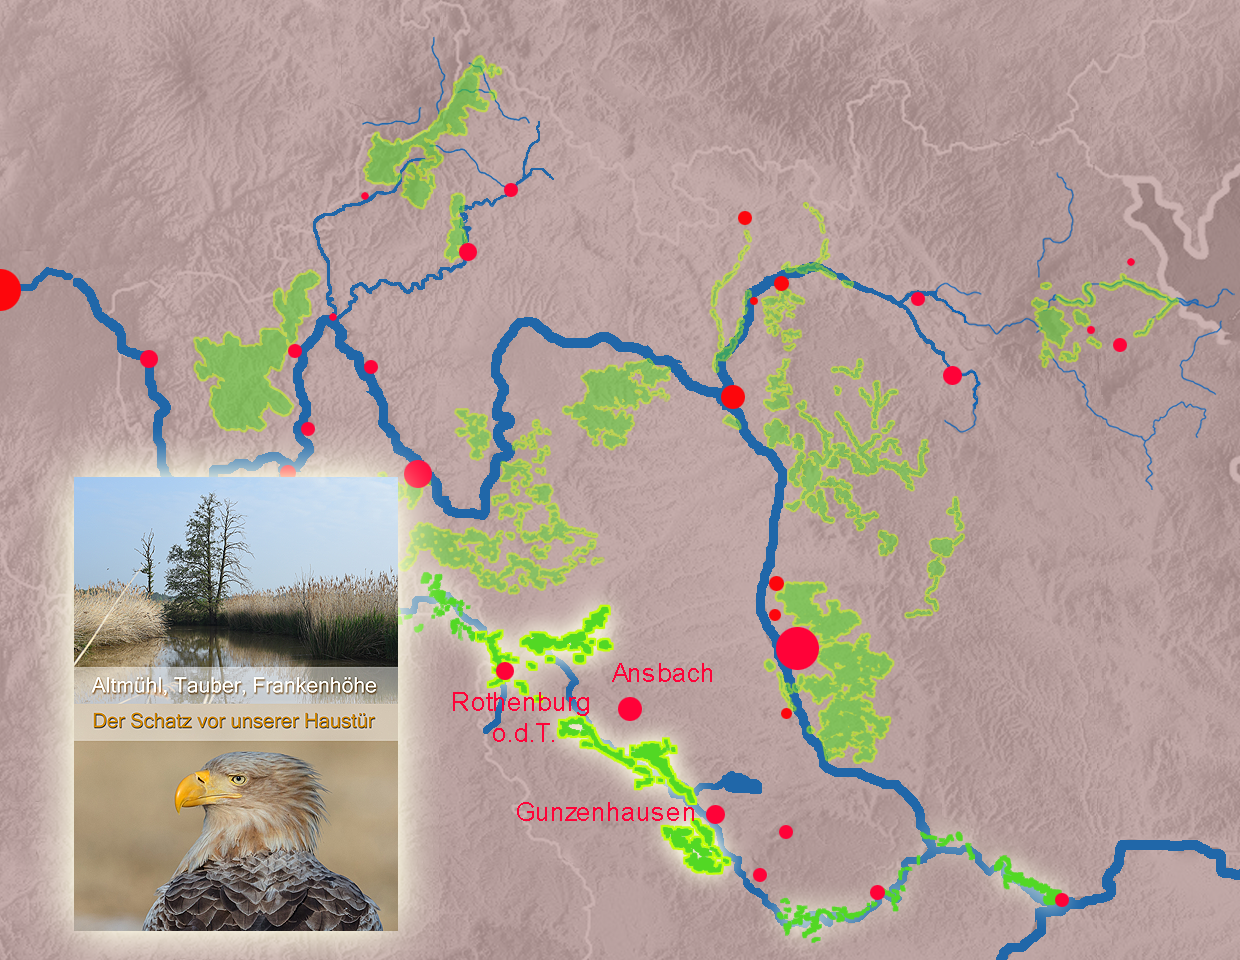 Ansbach
Rothenburg
o.d.T.
Altmühl, Tauber, Frankenhöhe
Der Schatz vor unserer Haustür
Gunzenhausen